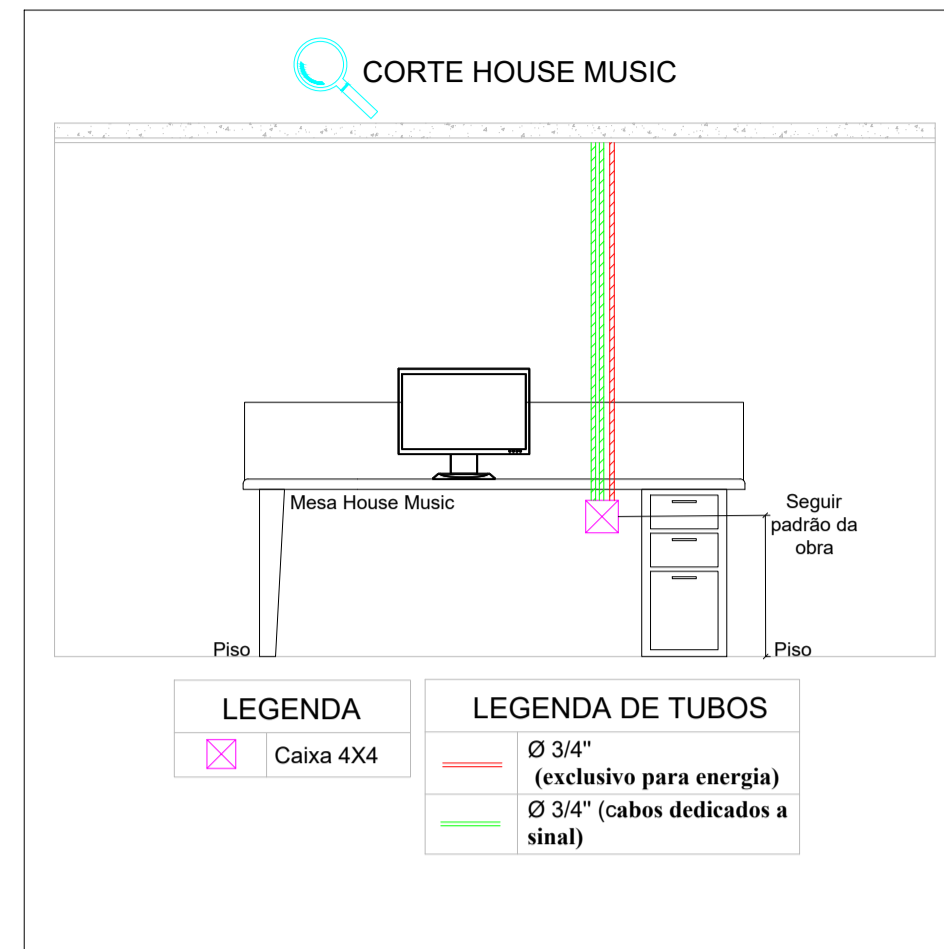 CORTE HOUSE MUSIC
Mesa House Music
Seguir
padrão da
obra
Piso
Piso
LEGENDA
Caixa 4X4
LEGENDA DE TUBOS
Ø 3/4"
(exclusivo para energia)
Ø 3/4" (cabos dedicados a
sinal)